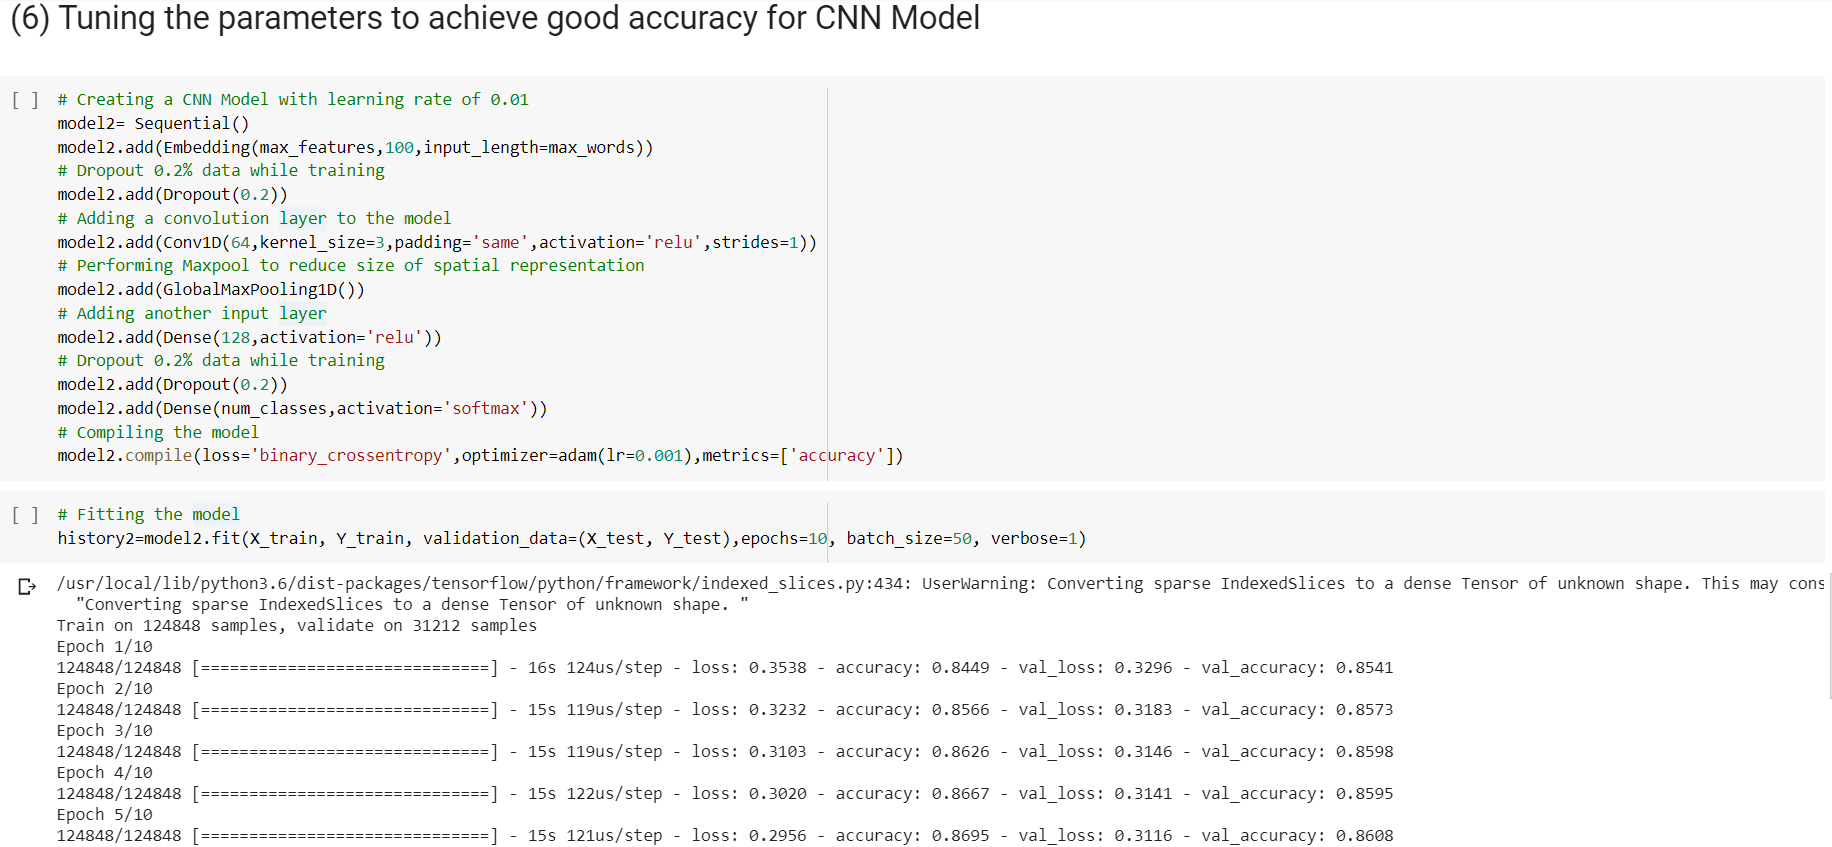 (6) Tuning the parameters to achieve good accuracy for CNN Model
[ ] # Creating a CNN Model with learning rate of 0.01
model2= Sequential()
model2.add(Embedding(max_features,100,input_length=max_words))
# Dropout 0.2% data while training
model2.add(Dropout(0.2))
# Adding a convolution layer to the model
model2.add(Conv1D(64,kernel_size=3,padding='same',activation='relu',strides=1))
# Performing Maxpool to reduce size of spatial representation
model2.add(GlobalMaxPooling1D())
# Adding another input layer
model2.add(Dense(128,activation='relu'))
# Dropout 0.2% data while training
model2.add(Dropout(0.2))
model2.add(Dense(num_classes,activation='softmax'))
# Compiling the model
model2.compile(loss='binary_crossentropy',optimizer=adam(lr=0.001),metrics=['accuracy'])
[ ] # Fitting the model
history2=model2.fit(X_train, Y_train, validation_data=(X_test, Y_test),epochs=10, batch_size=50, verbose=1)
/usr/local/lib/python3.6/dist-packages/tensorflow/python/framework/indexed_slices.py:434: UserWarning: Converting sparse IndexedSlices to a dense Tensor of unknown shape. This may cons
"Converting sparse IndexedSlices to a dense Tensor of unknown shape. "
Train on 124848 samples, validate on 31212 samples
Epoch 1/10
124848/124848 [==============================] - 16s 124us/step - loss: 0.3538 - accuracy: 0.8449 - val_loss: 0.3296 - val_accuracy: 0.8541
Epoch 2/10
124848/124848 [==============================] - 15s 119us/step - loss: 0.3232 - accuracy: 0.8566 - val_loss: 0.3183 - val_accuracy: 0.8573
Epoch 3/10
124848/124848 [==============================] - 15s 119us/step - loss: 0.3103 - accuracy: 0.8626 - val_loss: 0.3146 - val_accuracy: 0.8598
Epoch 4/10
124848/124848 [==============================] - 15s 122us/step - loss: 0.3020 - accuracy: 0.8667 - val_loss: 0.3141 - val_accuracy: 0.8595
Epoch 5/10
124848/124848 [==============================] - 15s 121us/step - loss: 0.2956 - accuracy: 0.8695 - val_loss: 0.3116 - val_accuracy: 0.8608